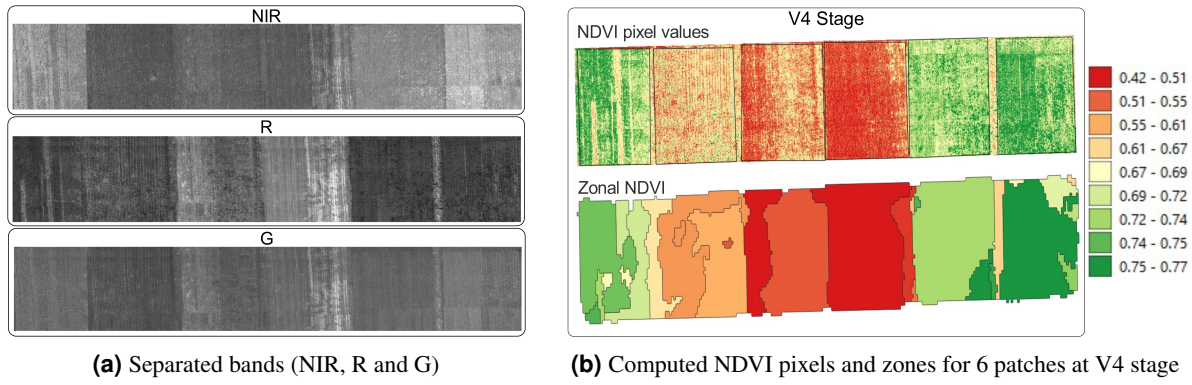 NIR
R
G
(a) Separated bands (NIR, R and G)
V4 Stage
NDVI pixel values
Zonal NDVI
0.42 - 0.51
0.51 - 0.55
0.55 - 0.61
0.61 - 0.67
0.67 - 0.69
0.69 - 0.72
0.72 - 0.74
0.74 - 0.75
0.75 - 0.77
(b) Computed NDVI pixels and zones for 6 patches at V4 stage